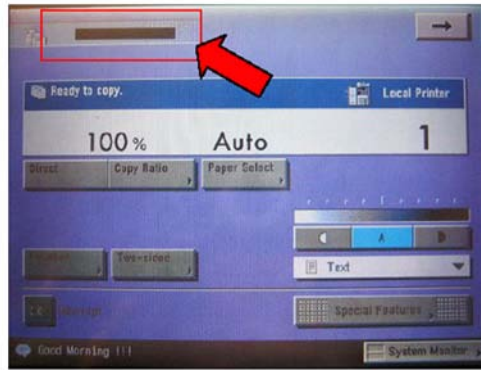 →
Ready to copy.
Local Printer
100%
Auto
1
Direct
Copy Ratio
Paper Select
A
Two-sided
Text
Special Features
Good Morning !!!
System Monitor